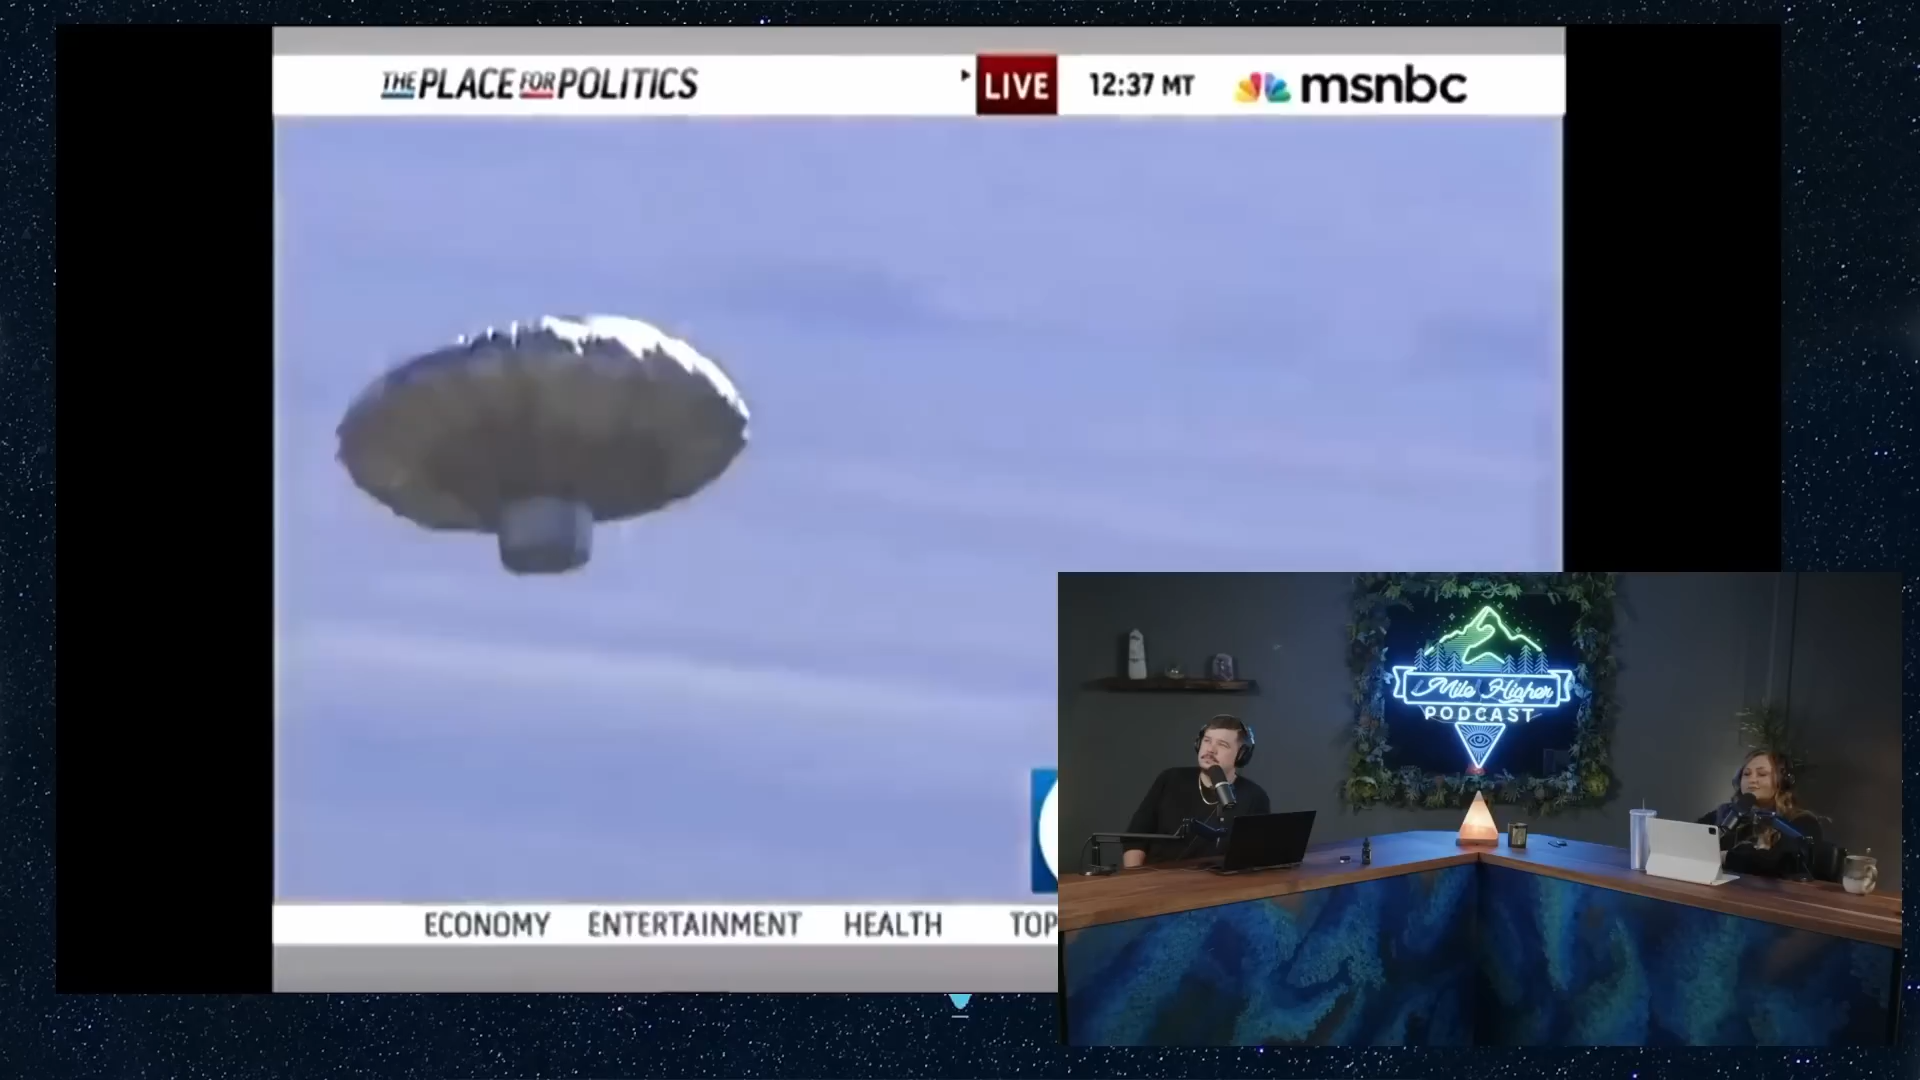 THE PLACE FOR POLITICS
LIVE
12:37 MT
msnbc
Mile Higher
PODCAST
ECONOMY ENTERTAINMENT HEALTH TOP